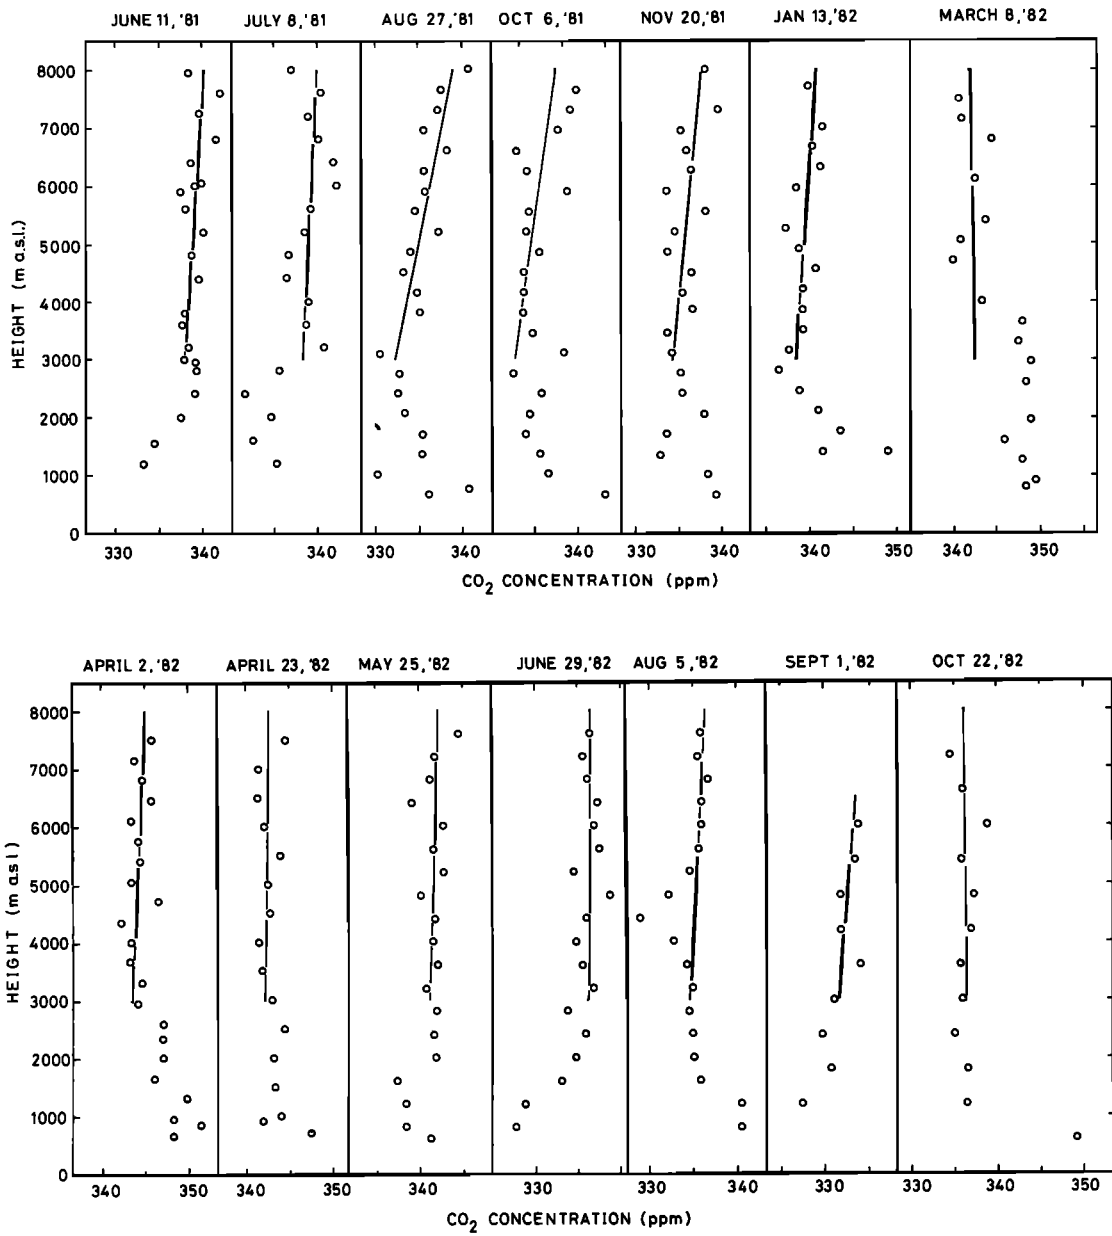 JUNE 11,'81 JULY 8,'81 AUG 27,'81 OCT 6,'81 NOV 20,'81 JAN 13,'82 MARCH 8,'82
8000
7000
6000
5000
4000
3000
2000
1000
0
HEIGHT (m a.s.l.)
330 340 340 330 340 340 340 340 340 350
CO2 CONCENTRATION (ppm)
APRIL 2,'82 APRIL 23,'82 MAY 25,'82 JUNE 29,'82 AUG 5,'82 SEPT 1,'82 OCT 22,'82
8000
7000
6000
5000
4000
3000
2000
1000
0
HEIGHT (m a.s.l)
340 350 340 340 330 330 340 330 330 340 350
CO2 CONCENTRATION (ppm)